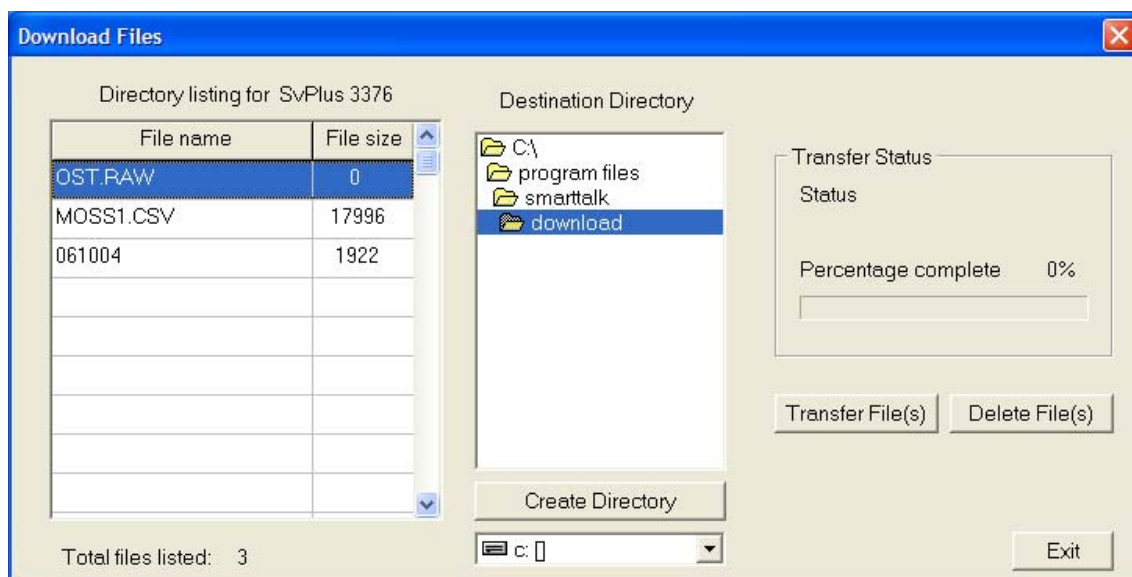 Download Files
Directory listing for SvPlus 3376
File name File size
OST.RAW 0
MOSS1.CSV 17996
061004 1922
Total files listed: 3
Destination Directory
C:\
program files
smarttalk
download
Create Directory
c: []
Transfer Status
Status
Percentage complete 0%
Transfer File(s) Delete File(s)
Exit